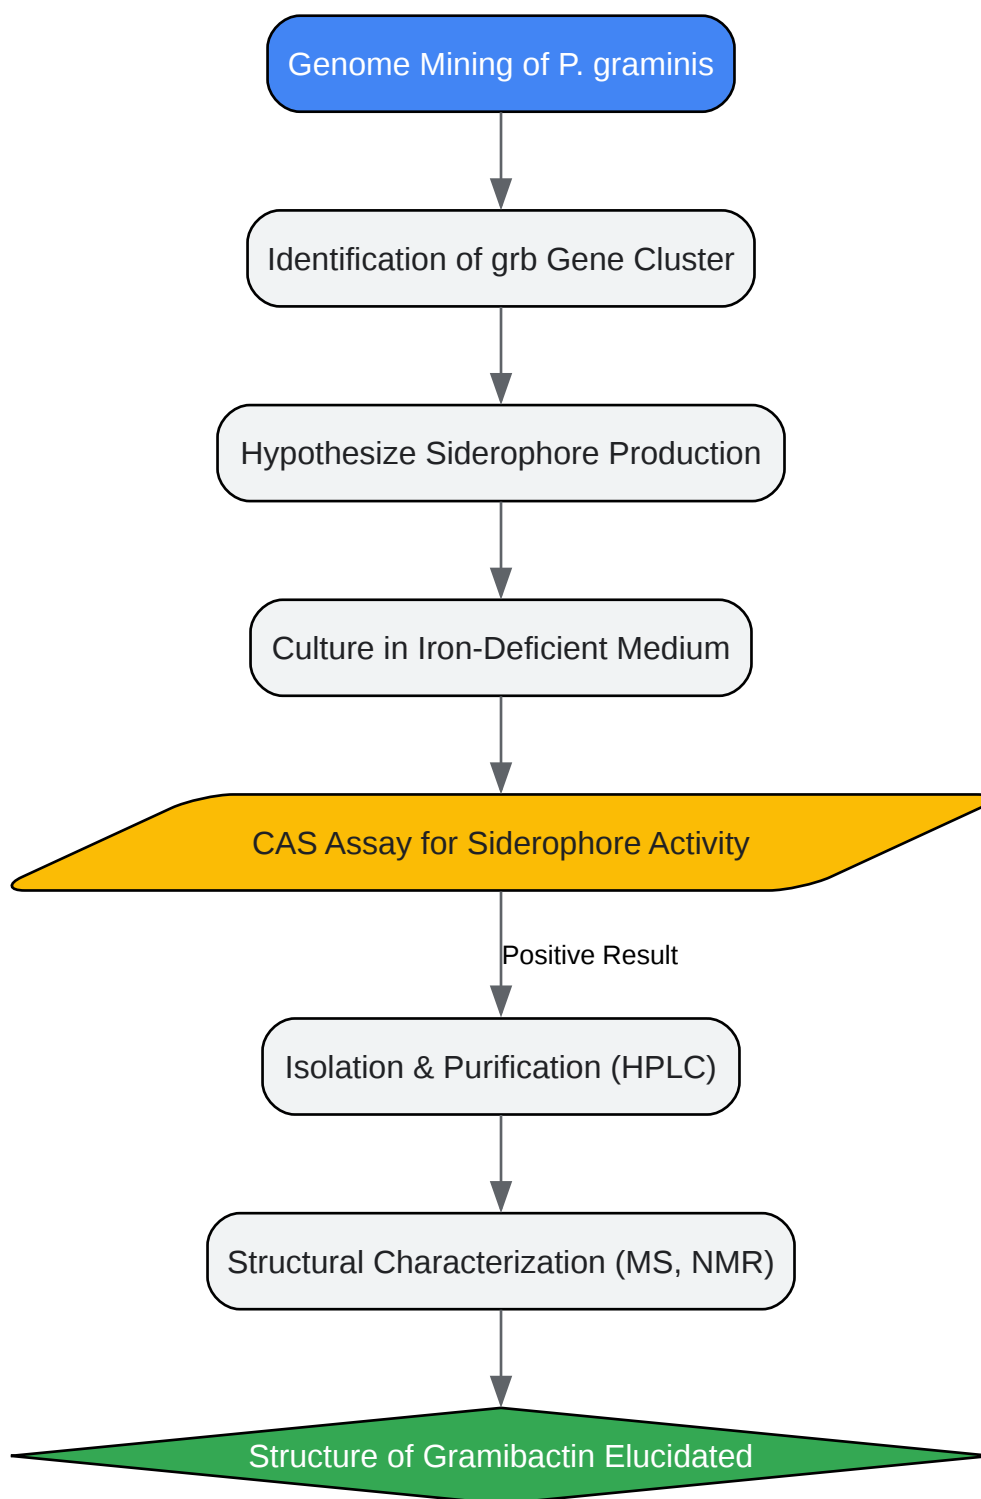 Genome Mining of P. graminis
Identification of grb Gene Cluster
Hypothesize Siderophore Production
Culture in Iron-Deficient Medium
CAS Assay for Siderophore Activity
Positive Result
Isolation & Purification (HPLC)
Structural Characterization (MS, NMR)
Structure of Gramibactin Elucidated